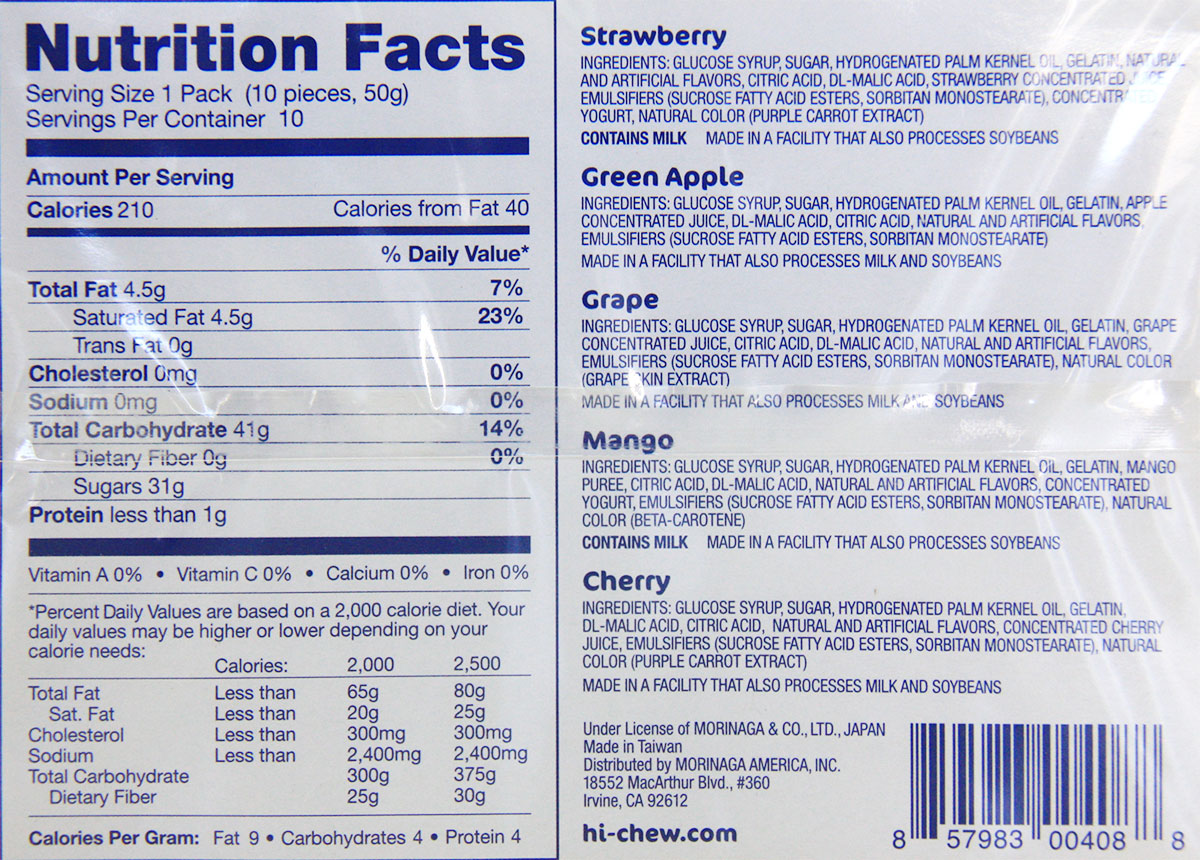 Nutrition Facts
Serving Size 1 Pack (10 pieces, 50g)
Servings Per Container 10
Amount Per Serving
Calories 210 Calories from Fat 40
% Daily Value*
Total Fat 4.5g 7%
Saturated Fat 4.5g 23%
Trans Fat 0g
Cholesterol 0mg 0%
Sodium 0mg 0%
Total Carbohydrate 41g 14%
Dietary Fiber 0g 0%
Sugars 31g
Protein less than 1g
Vitamin A 0% • Vitamin C 0% • Calcium 0% • Iron 0%
*Percent Daily Values are based on a 2,000 calorie diet. Your
daily values may be higher or lower depending on your
calorie needs:
Calories: 2,000 2,500
Total Fat Less than 65g 80g
Sat. Fat Less than 20g 25g
Cholesterol Less than 300mg 300mg
Sodium Less than 2,400mg 2,400mg
Total Carbohydrate 300g 375g
Dietary Fiber 25g 30g
Calories Per Gram: Fat 9 • Carbohydrates 4 • Protein 4
Strawberry
INGREDIENTS: GLUCOSE SYRUP, SUGAR, HYDROGENATED PALM KERNEL OIL, GELATIN, NATURAL
AND ARTIFICIAL FLAVORS, CITRIC ACID, DL-MALIC ACID, STRAWBERRY CONCENTRATED JUICE
EMULSIFIERS (SUCROSE FATTY ACID ESTERS, SORBITAN MONOSTEARATE), CONCENTRATED
YOGURT, NATURAL COLOR (PURPLE CARROT EXTRACT)
CONTAINS MILK MADE IN A FACILITY THAT ALSO PROCESSES SOYBEANS
Green Apple
INGREDIENTS: GLUCOSE SYRUP, SUGAR, HYDROGENATED PALM KERNEL OIL, GELATIN, APPLE
CONCENTRATED JUICE, DL-MALIC ACID, CITRIC ACID, NATURAL AND ARTIFICIAL FLAVORS,
EMULSIFIERS (SUCROSE FATTY ACID ESTERS, SORBITAN MONOSTEARATE)
MADE IN A FACILITY THAT ALSO PROCESSES MILK AND SOYBEANS
Grape
INGREDIENTS: GLUCOSE SYRUP, SUGAR, HYDROGENATED PALM KERNEL OIL, GELATIN, GRAPE
CONCENTRATED JUICE, CITRIC ACID, DL-MALIC ACID, NATURAL AND ARTIFICIAL FLAVORS,
EMULSIFIERS (SUCROSE FATTY ACID ESTERS, SORBITAN MONOSTEARATE), NATURAL COLOR
(GRAPE SKIN EXTRACT)
MADE IN A FACILITY THAT ALSO PROCESSES MILK AND SOYBEANS
Mango
INGREDIENTS: GLUCOSE SYRUP, SUGAR, HYDROGENATED PALM KERNEL OIL, GELATIN, MANGO
PUREE, CITRIC ACID, DL-MALIC ACID, NATURAL AND ARTIFICIAL FLAVORS, CONCENTRATED
YOGURT, EMULSIFIERS (SUCROSE FATTY ACID ESTERS, SORBITAN MONOSTEARATE), NATURAL
COLOR (BETA-CAROTENE)
CONTAINS MILK MADE IN A FACILITY THAT ALSO PROCESSES SOYBEANS
Cherry
INGREDIENTS: GLUCOSE SYRUP, SUGAR, HYDROGENATED PALM KERNEL OIL, GELATIN,
DL-MALIC ACID, CITRIC ACID, NATURAL AND ARTIFICIAL FLAVORS, CONCENTRATED CHERRY
JUICE, EMULSIFIERS (SUCROSE FATTY ACID ESTERS, SORBITAN MONOSTEARATE), NATURAL
COLOR (PURPLE CARROT EXTRACT)
MADE IN A FACILITY THAT ALSO PROCESSES MILK AND SOYBEANS
Under License of MORINAGA & CO., LTD., JAPAN
Made in Taiwan
Distributed by MORINAGA AMERICA, INC.
18552 MacArthur Blvd., #360
Irvine, CA 92612
hi-chew.com
8 57983 00408 8